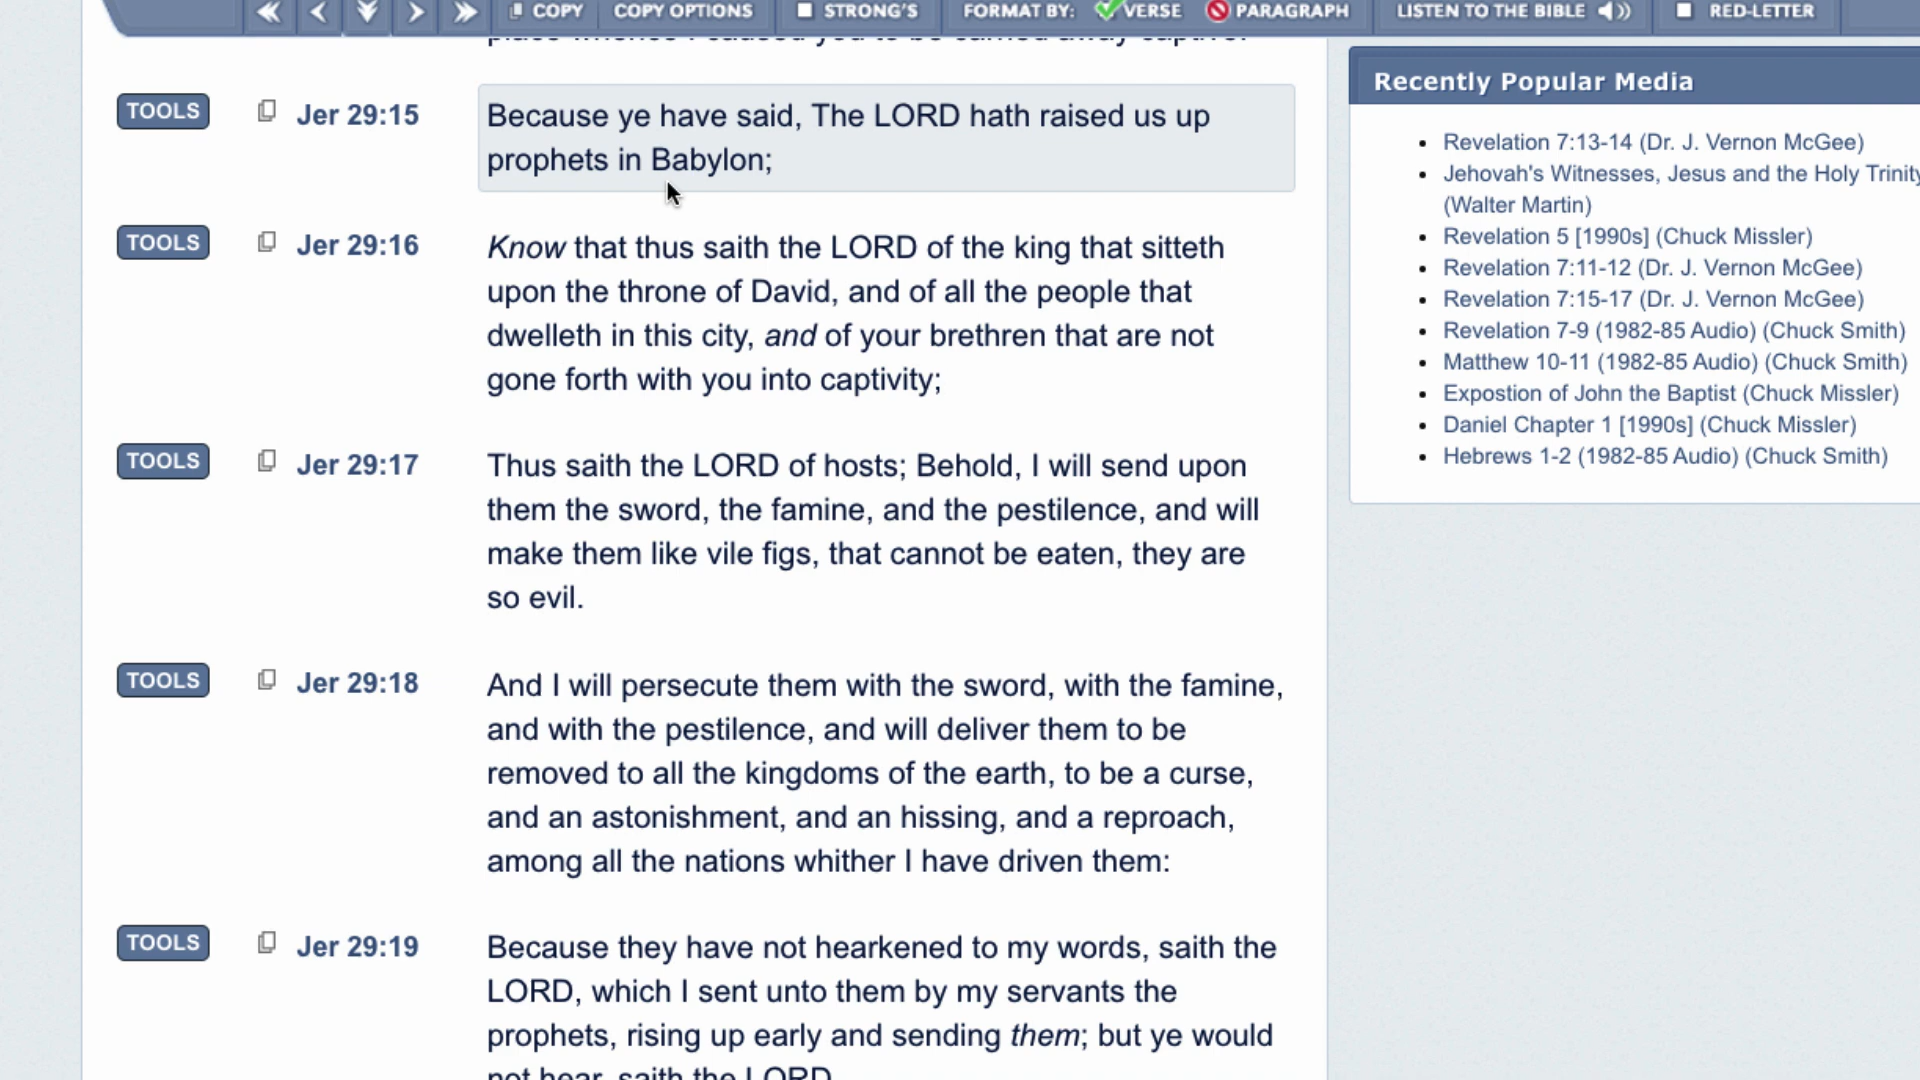 COPY COPY OPTIONS STRONG'S FORMAT BY: VERSE PARAGRAPH LISTEN TO THE BIBLE RED-LETTER
place whence I caused you to be carried away captive.
TOOLS Jer 29:15 Because ye have said, The LORD hath raised us up
prophets in Babylon;
TOOLS Jer 29:16 Know that thus saith the LORD of the king that sitteth
upon the throne of David, and of all the people that
dwelleth in this city, and of your brethren that are not
gone forth with you into captivity;
TOOLS Jer 29:17 Thus saith the LORD of hosts; Behold, I will send upon
them the sword, the famine, and the pestilence, and will
make them like vile figs, that cannot be eaten, they are
so evil.
TOOLS Jer 29:18 And I will persecute them with the sword, with the famine,
and with the pestilence, and will deliver them to be
removed to all the kingdoms of the earth, to be a curse,
and an astonishment, and an hissing, and a reproach,
among all the nations whither I have driven them:
TOOLS Jer 29:19 Because they have not hearkened to my words, saith the
LORD, which I sent unto them by my servants the
prophets, rising up early and sending them; but ye would
not hear, saith the LORD.
Recently Popular Media
Revelation 7:13-14 (Dr. J. Vernon McGee)
Jehovah's Witnesses, Jesus and the Holy Trinity
(Walter Martin)
Revelation 5 [1990s] (Chuck Missler)
Revelation 7:11-12 (Dr. J. Vernon McGee)
Revelation 7:15-17 (Dr. J. Vernon McGee)
Revelation 7-9 (1982-85 Audio) (Chuck Smith)
Matthew 10-11 (1982-85 Audio) (Chuck Smith)
Expostion of John the Baptist (Chuck Missler)
Daniel Chapter 1 [1990s] (Chuck Missler)
Hebrews 1-2 (1982-85 Audio) (Chuck Smith)